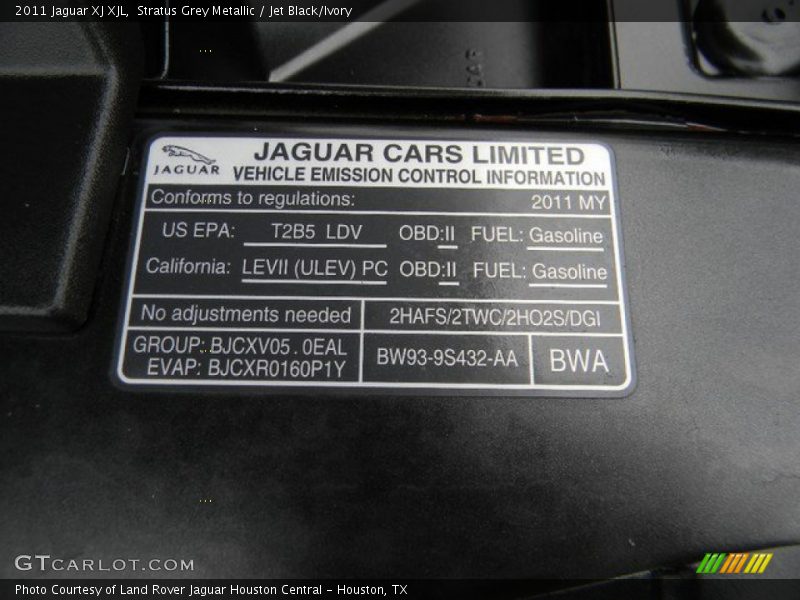 2011 Jaguar XJ XJL, Stratus Grey Metallic / Jet Black/Ivory
JAGUAR
JAGUAR CARS LIMITED
VEHICLE EMISSION CONTROL INFORMATION
Conforms to regulations: 2011 MY
US EPA: T2B5 LDV OBD:II FUEL: Gasoline
California: LEVII (ULEV) PC OBD:II FUEL: Gasoline
No adjustments needed 2HAFS/2TWC/2HO2S/DGI
GROUP: BJCXV05.0EAL
EVAP: BJCXR0160P1Y
BW93-9S432-AA BWA
GTCARLOT.COM
Photo Courtesy of Land Rover Jaguar Houston Central - Houston, TX